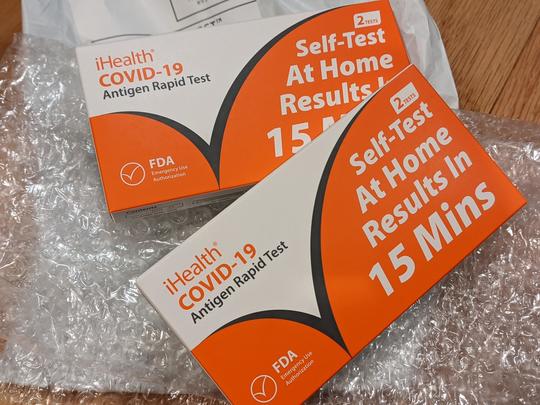 iHealth®
COVID-19
Antigen Rapid Test
FDA
Emergency Use
Authorization
2 TESTS
Self-Test
At Home
Results
15
Contents
iHealth®
COVID-19
Antigen Rapid Test
FDA
Emergency Use
Authorization
2 TESTS
Self-Test
At Home
Results In
15 Mins